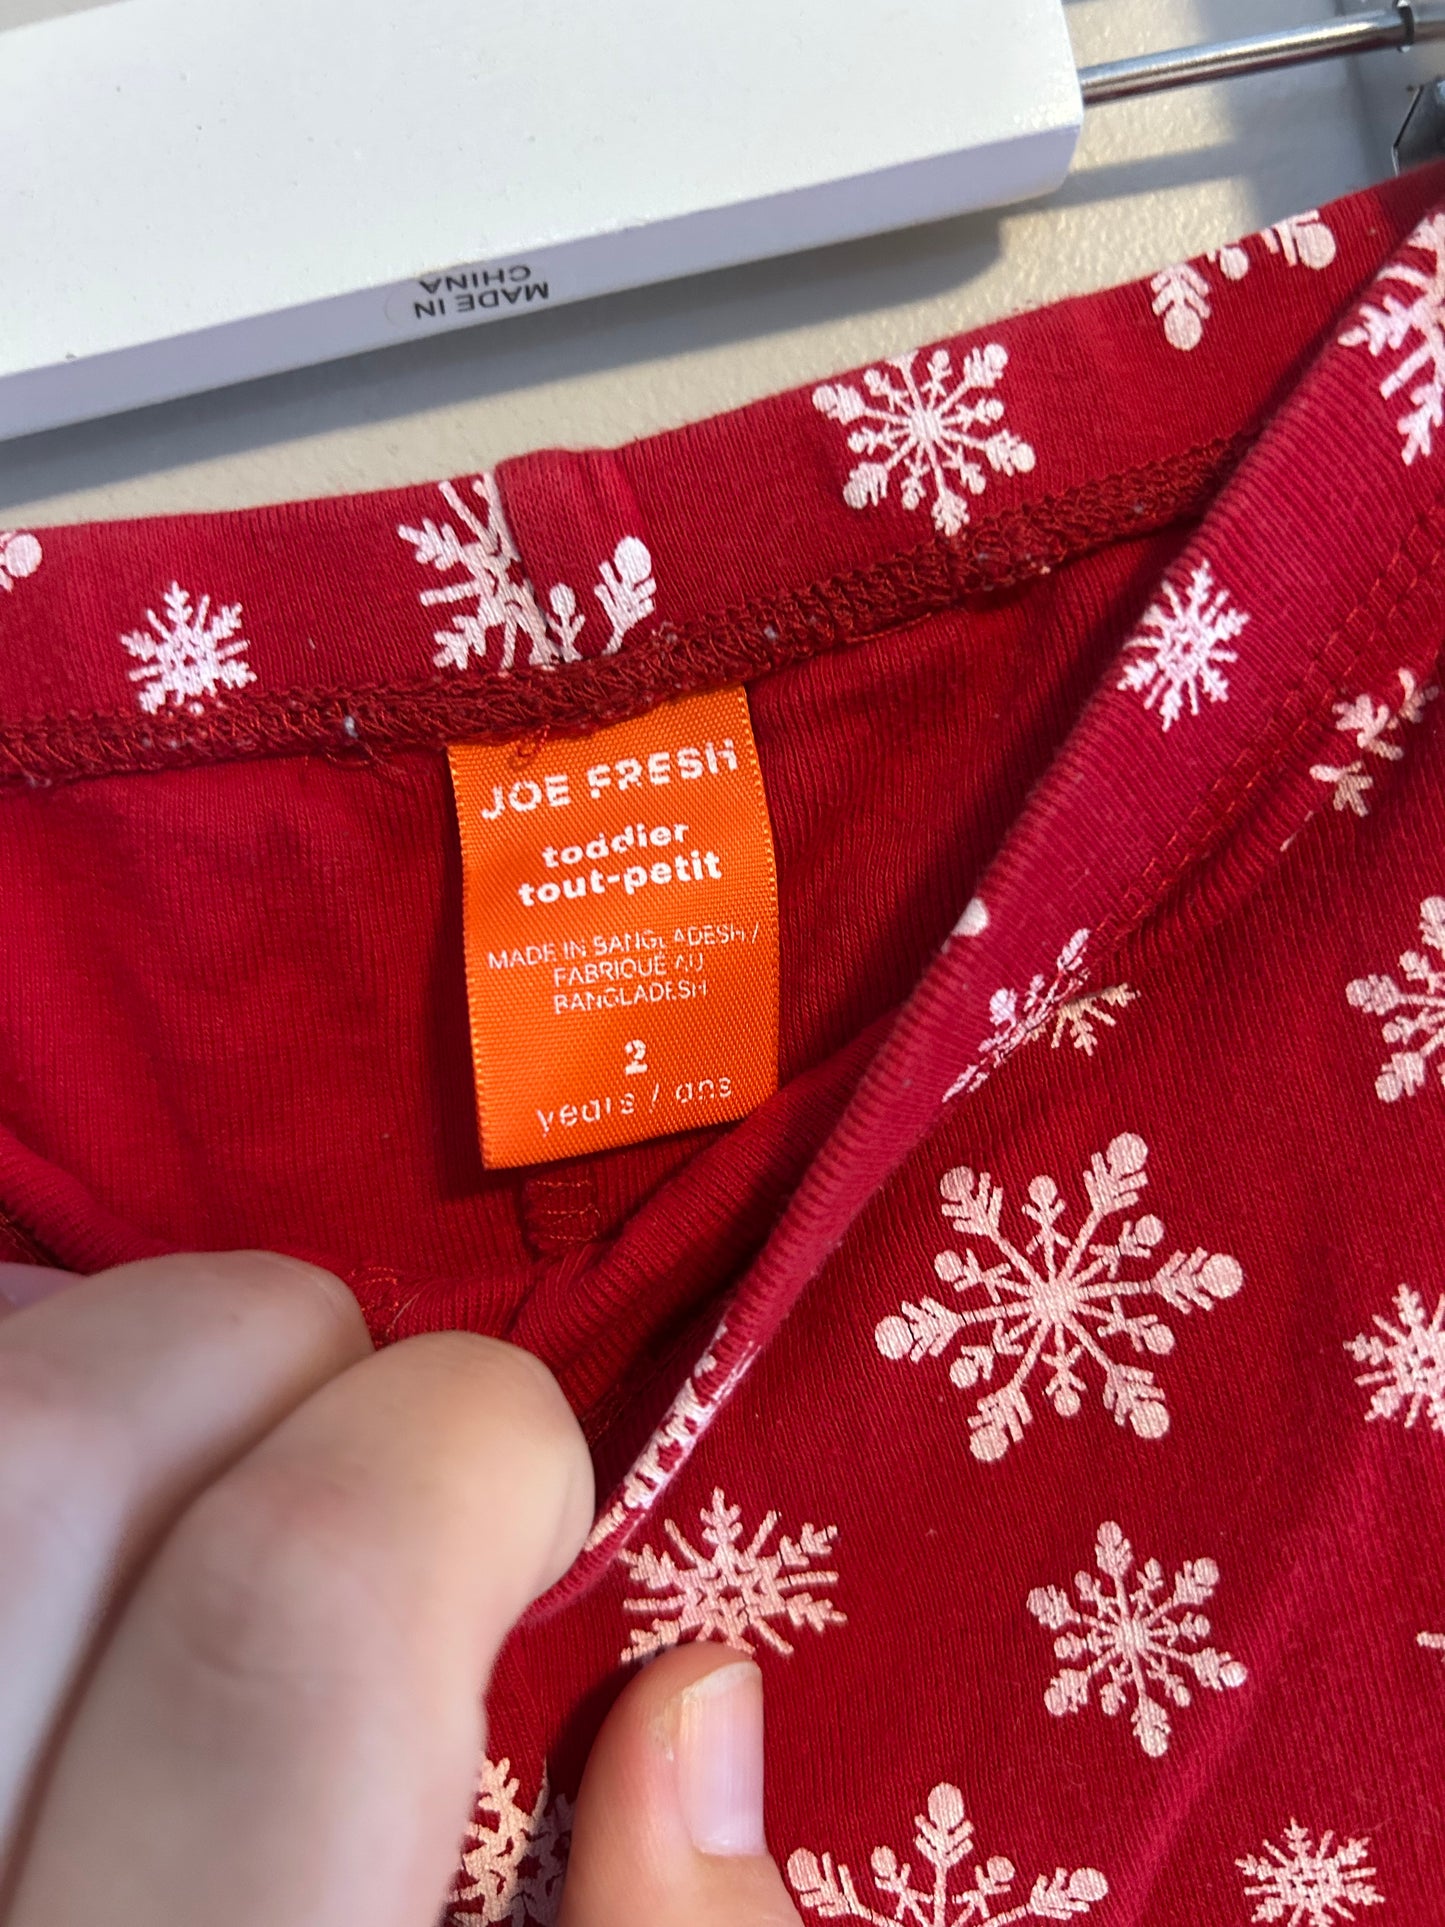 MADE IN
CHINA
JOE FRESH
toddler
tout-petit
MADE IN BANGLADESH /
FABRIQUÉ AU
BANGLADESH
2
years / ans